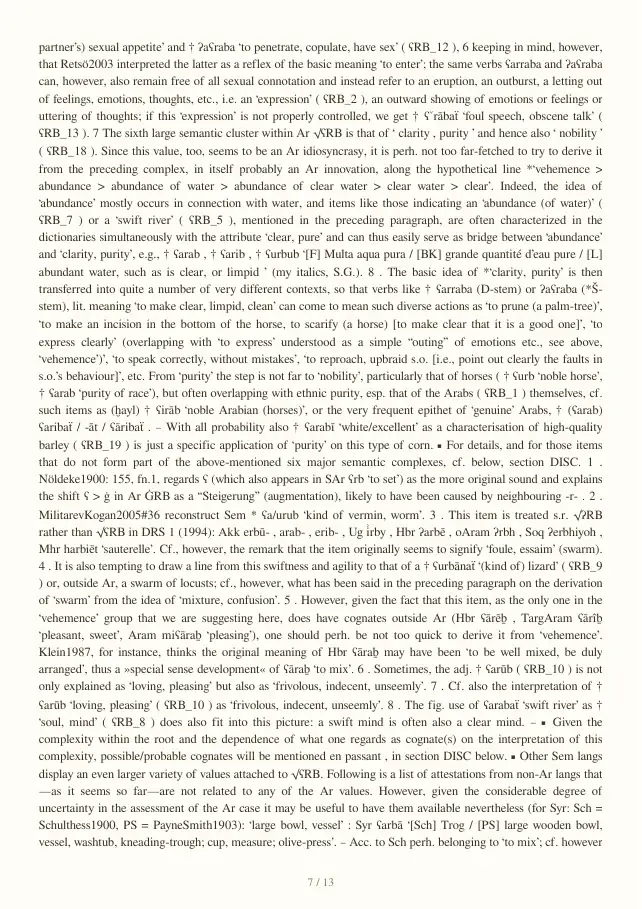 partner's) sexual appetite' and † ʔaʕraba 'to penetrate, copulate, have sex' ( ʕRB_12 ), 6 keeping in mind, however,
that Retsö2003 interpreted the latter as a reflex of the basic meaning 'to enter'; the same verbs ʕarraba and ʔaʕraba
can, however, also remain free of all sexual connotation and instead refer to an eruption, an outburst, a letting out
of feelings, emotions, thoughts, etc., i.e. an 'expression' ( ʕRB_2 ), an outward showing of emotions or feelings or
uttering of thoughts; if this 'expression' is not properly controlled, we get † ʕⁱrābaẗ 'foul speech, obscene talk' (
ʕRB_13 ). 7 The sixth large semantic cluster within Ar √ʕRB is that of ' clarity , purity ' and hence also ' nobility '
( ʕRB_18 ). Since this value, too, seems to be an Ar idiosyncrasy, it is perh. not too far-fetched to try to derive it
from the preceding complex, in itself probably an Ar innovation, along the hypothetical line *'vehemence >
abundance > abundance of water > abundance of clear water > clear water > clear'. Indeed, the idea of
'abundance' mostly occurs in connection with water, and items like those indicating an 'abundance (of water)' (
ʕRB_7 ) or a 'swift river' ( ʕRB_5 ), mentioned in the preceding paragraph, are often characterized in the
dictionaries simultaneously with the attribute 'clear, pure' and can thus easily serve as bridge between 'abundance'
and 'clarity, purity', e.g., † ʕarab , † ʕarib , † ʕurbub '[F] Multa aqua pura / [BK] grande quantité d'eau pure / [L]
abundant water, such as is clear, or limpid ' (my italics, S.G.). 8 . The basic idea of *'clarity, purity' is then
transferred into quite a number of very different contexts, so that verbs like † ʕarraba (D-stem) or ʔaʕraba (*Š-
stem), lit. meaning 'to make clear, limpid, clean' can come to mean such diverse actions as 'to prune (a palm-tree)',
'to make an incision in the bottom of the horse, to scarify (a horse) [to make clear that it is a good one]', 'to
express clearly' (overlapping with 'to express' understood as a simple "outing" of emotions etc., see above,
'vehemence')', 'to speak correctly, without mistakes', 'to reproach, upbraid s.o. [i.e., point out clearly the faults in
s.o.'s behaviour]', etc. From 'purity' the step is not far to 'nobility', particularly that of horses ( † ʕurb 'noble horse',
† ʕarab 'purity of race'), but often overlapping with ethnic purity, esp. that of the Arabs ( ʕRB_1 ) themselves, cf.
such items as (ḫayl) † ʕirāb 'noble Arabian (horses)', or the very frequent epithet of 'genuine' Arabs, † (ʕarab)
ʕaribaẗ / -āt / ʕāribaẗ . – With all probability also † ʕarabī 'white/excellent' as a characterisation of high-quality
barley ( ʕRB_19 ) is just a specific application of 'purity' on this type of corn. ▪ For details, and for those items
that do not form part of the above-mentioned six major semantic complexes, cf. below, section DISC. 1 .
Nöldeke1900: 155, fn.1, regards ʕ (which also appears in SAr ʕrb 'to set') as the more original sound and explains
the shift ʕ > ġ in Ar ĠRB as a "Steigerung" (augmentation), likely to have been caused by neighbouring -r- . 2 .
MilitarevKogan2005#36 reconstruct Sem * ʕa/urub 'kind of vermin, worm'. 3 . This item is treated s.r. √ʔRB
rather than √ʕRB in DRS 1 (1994): Akk erbū- , arab- , erib- , Ug ỉrby , Hbr ʔarbē , oAram ʔrbh , Soq ʔerbhiyoh ,
Mhr harbiēt 'sauterelle'. Cf., however, the remark that the item originally seems to signify 'foule, essaim' (swarm).
4 . It is also tempting to draw a line from this swiftness and agility to that of a † ʕurbānaẗ '(kind of) lizard' ( ʕRB_9
) or, outside Ar, a swarm of locusts; cf., however, what has been said in the preceding paragraph on the derivation
of 'swarm' from the idea of 'mixture, confusion'. 5 . However, given the fact that this item, as the only one in the
'vehemence' group that we are suggesting here, does have cognates outside Ar (Hbr ʕārēḇ , TargAram ʕārīḇ
'pleasant, sweet', Aram miʕāraḇ 'pleasing'), one should perh. be not too quick to derive it from 'vehemence'.
Klein1987, for instance, thinks the original meaning of Hbr ʕāraḇ may have been 'to be well mixed, be duly
arranged', thus a »special sense development« of ʕāraḇ 'to mix'. 6 . Sometimes, the adj. † ʕarūb ( ʕRB_10 ) is not
only explained as 'loving, pleasing' but also as 'frivolous, indecent, unseemly'. 7 . Cf. also the interpretation of †
ʕarūb 'loving, pleasing' ( ʕRB_10 ) as 'frivolous, indecent, unseemly'. 8 . The fig. use of ʕarabaẗ 'swift river' as †
'soul, mind' ( ʕRB_8 ) does also fit into this picture: a swift mind is often also a clear mind. – ▪ Given the
complexity within the root and the dependence of what one regards as cognate(s) on the interpretation of this
complexity, possible/probable cognates will be mentioned en passant , in section DISC below. ▪ Other Sem langs
display an even larger variety of values attached to √ʕRB. Following is a list of attestations from non-Ar langs that
—as it seems so far—are not related to any of the Ar values. However, given the considerable degree of
uncertainty in the assessment of the Ar case it may be useful to have them available nevertheless (for Syr: Sch =
Schulthess1900, PS = PayneSmith1903): 'large bowl, vessel' : Syr ʕarbā '[Sch] Trog / [PS] large wooden bowl,
vessel, washtub, kneading-trough; cup, measure; olive-press'. – Acc. to Sch perh. belonging to 'to mix'; cf. however
7 / 13